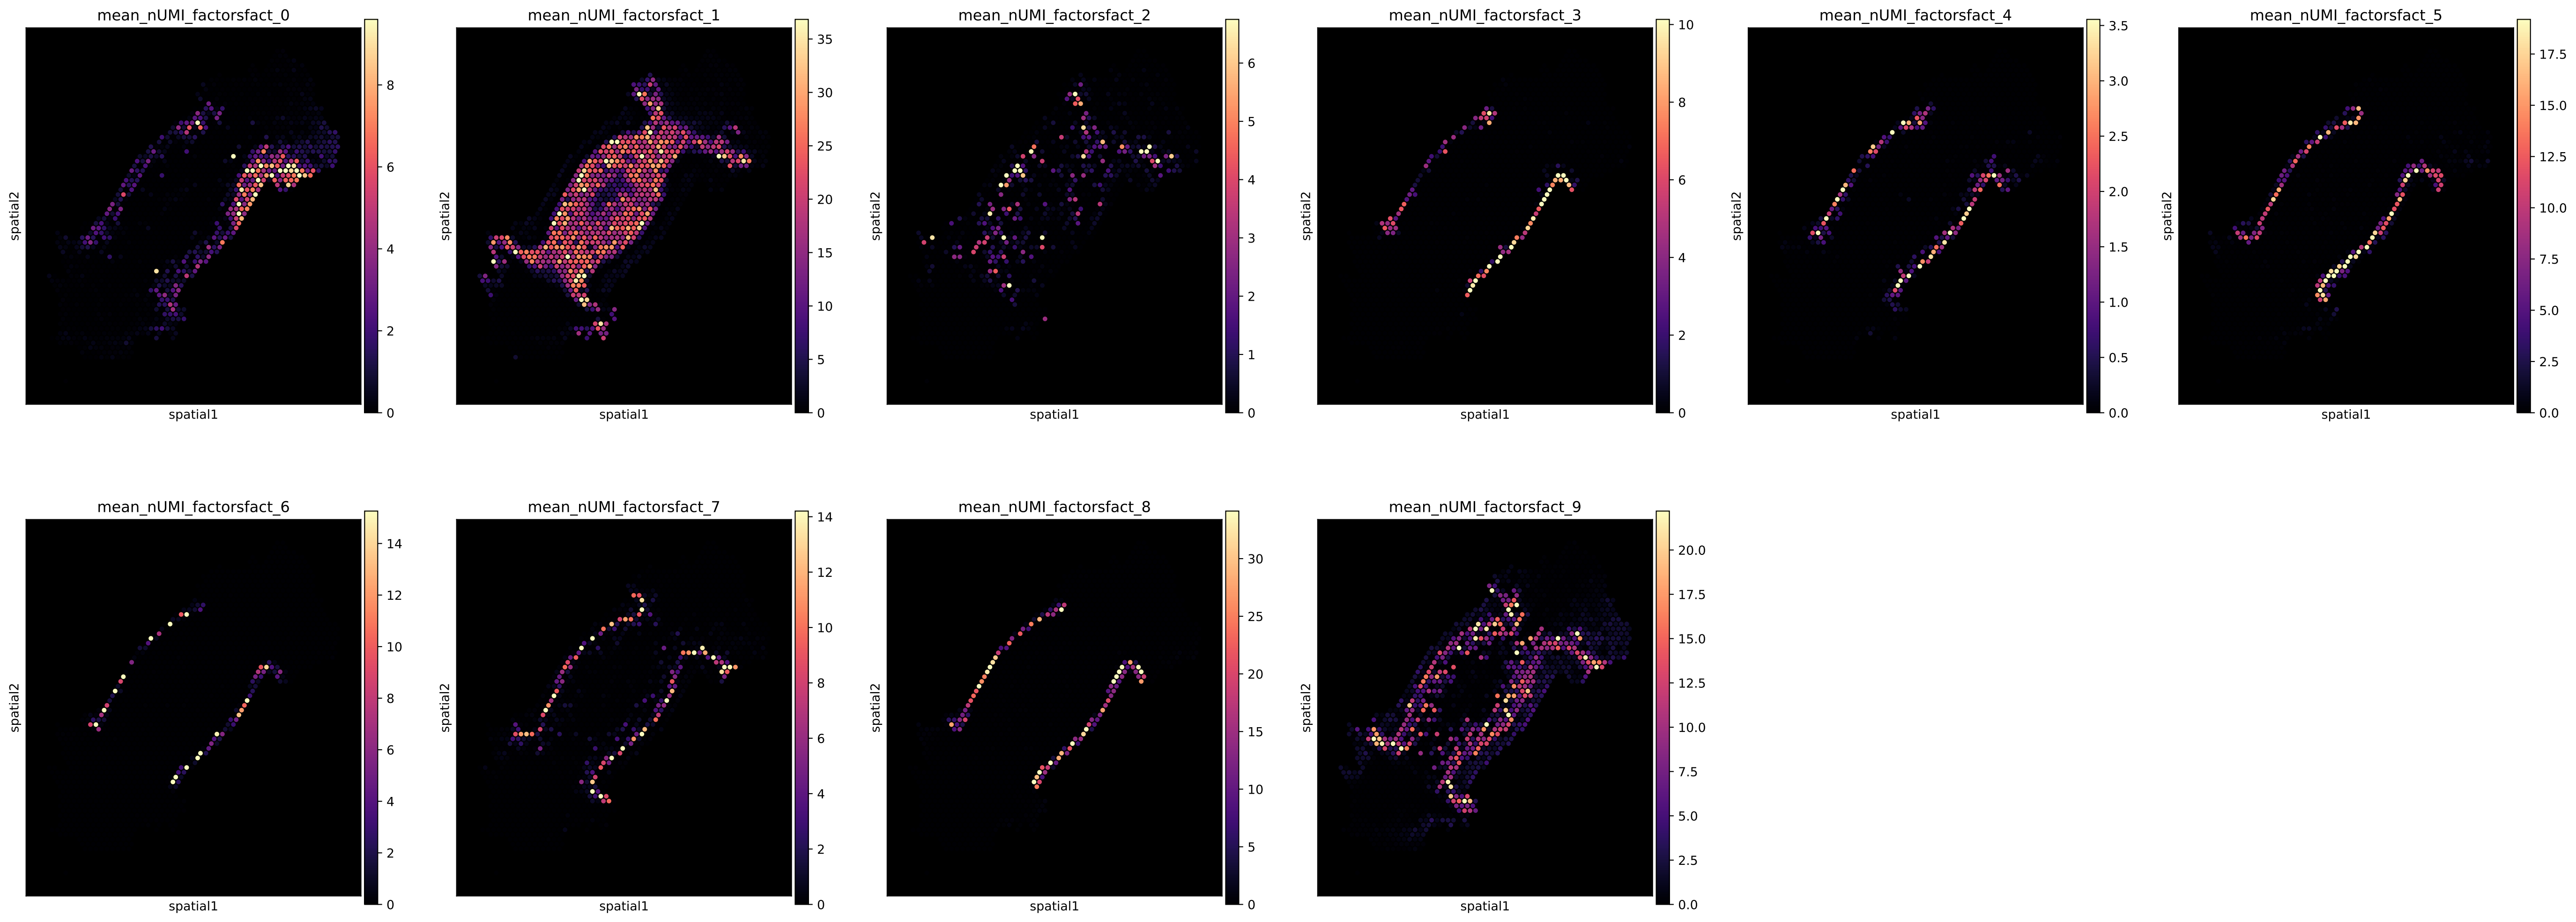 mean_nUMI_factorsfact_0
spatial2
spatial1
8
6
4
2
0
mean_nUMI_factorsfact_1
spatial2
spatial1
35
30
25
20
15
10
5
0
mean_nUMI_factorsfact_2
spatial2
spatial1
6
5
4
3
2
1
0
mean_nUMI_factorsfact_3
spatial2
spatial1
10
8
6
4
2
0
mean_nUMI_factorsfact_4
spatial2
spatial1
3.5
3.0
2.5
2.0
1.5
1.0
0.5
0.0
mean_nUMI_factorsfact_5
spatial2
spatial1
17.5
15.0
12.5
10.0
7.5
5.0
2.5
0.0
mean_nUMI_factorsfact_6
spatial2
spatial1
14
12
10
8
6
4
2
0
mean_nUMI_factorsfact_7
spatial2
spatial1
14
12
10
8
6
4
2
0
mean_nUMI_factorsfact_8
spatial2
spatial1
30
25
20
15
10
5
0
mean_nUMI_factorsfact_9
spatial2
spatial1
20.0
17.5
15.0
12.5
10.0
7.5
5.0
2.5
0.0